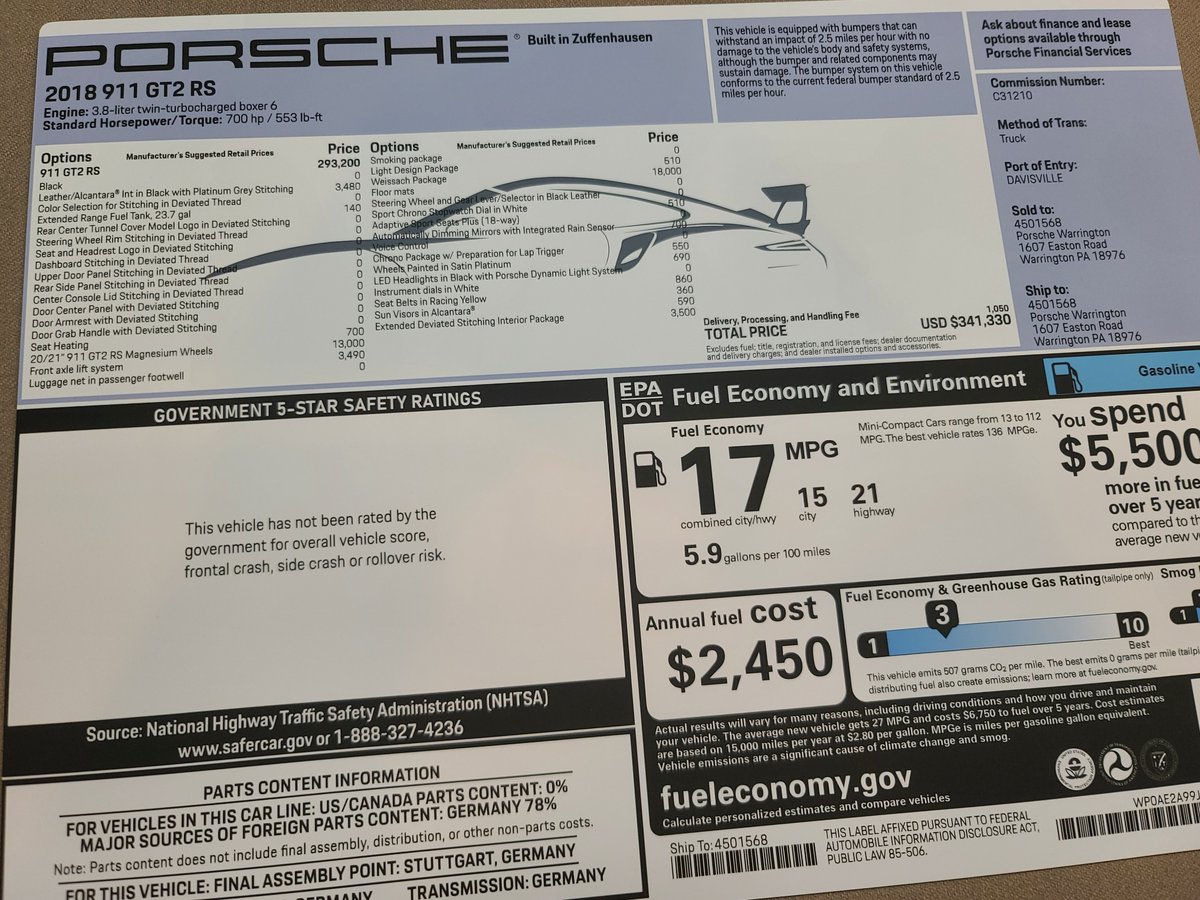 PORSCHE® Built in Zuffenhausen
2018 911 GT2 RS
Engine: 3.8-liter twin-turbocharged boxer 6
Standard Horsepower/Torque: 700 hp / 553 lb-ft
This vehicle is equipped with bumpers that can
withstand an impact of 2.5 miles per hour with no
damage to the vehicle's body and safety systems,
although the bumper and related components may
sustain damage. The bumper system on this vehicle
conforms to the current federal bumper standard of 2.5
miles per hour.
Ask about finance and lease
options available through
Porsche Financial Services
Commission Number:
C31210
Method of Trans:
Truck
Port of Entry:
DAVISVILLE
Sold to:
4501568
Porsche Warrington
1607 Easton Road
Warrington PA 18976
Ship to:
4501568
Porsche Warrington
1607 Easton Road
Warrington PA 18976
Options Manufacturer's Suggested Retail Prices Price
911 GT2 RS 293,200
Black 0
Leather/Alcantara® Int in Black with Platinum Grey Stitching 3,480
Color Selection for Stitching in Deviated Thread 0
Extended Range Fuel Tank, 23.7 gal 140
Rear Center Tunnel Cover Model Logo in Deviated Stitching 0
Steering Wheel Rim Stitching in Deviated Thread 0
Seat and Headrest Logo in Deviated Stitching 0
Dashboard Stitching in Deviated Thread 0
Upper Door Panel Stitching in Deviated Thread 0
Rear Side Panel Stitching in Deviated Thread 0
Center Console Lid Stitching in Deviated Thread 0
Door Center Panel with Deviated Stitching 0
Door Armrest with Deviated Stitching 0
Door Grab Handle with Deviated Stitching 0
Seat Heating 700
20/21" 911 GT2 RS Magnesium Wheels 13,000
Front axle lift system 3,490
Luggage net in passenger footwell 0
Options Manufacturer's Suggested Retail Prices Price
Smoking package 0
Light Design Package 510
Weissach Package 18,000
Floor mats 0
Steering Wheel and Gear Lever/Selector in Black Leather 0
Sport Chrono Stopwatch Dial in White 510
Adaptive Sport Seats Plus (18-way) 0
Automatically Dimming Mirrors with Integrated Rain Sensor 700
Voice Control 0
Chrono Package w/ Preparation for Lap Trigger 550
Wheels Painted in Satin Platinum 690
LED Headlights in Black with Porsche Dynamic Light System 0
Instrument dials in White 860
Seat Belts in Racing Yellow 360
Sun Visors in Alcantara® 590
Extended Deviated Stitching Interior Package 3,500
Delivery, Processing, and Handling Fee 1,050
TOTAL PRICE USD $341,330
Excludes fuel; title, registration, and license fees; dealer documentation
and delivery charges; and dealer installed options and accessories.
GOVERNMENT 5-STAR SAFETY RATINGS
This vehicle has not been rated by the
government for overall vehicle score,
frontal crash, side crash or rollover risk.
Source: National Highway Traffic Safety Administration (NHTSA)
www.safercar.gov or 1-888-327-4236
PARTS CONTENT INFORMATION
FOR VEHICLES IN THIS CAR LINE: US/CANADA PARTS CONTENT: 0%
MAJOR SOURCES OF FOREIGN PARTS CONTENT: GERMANY 78%
Note: Parts content does not include final assembly, distribution, or other non-parts costs.
FOR THIS VEHICLE: FINAL ASSEMBLY POINT: STUTTGART, GERMANY
GERMANY TRANSMISSION: GERMANY
EPA
DOT
Fuel Economy and Environment
Gasoline
Fuel Economy
17 MPG
combined city/hwy
15
city
21
highway
5.9 gallons per 100 miles
Mini-Compact Cars range from 13 to 112
MPG. The best vehicle rates 136 MPGe.
You spend
$5,500
more in
over 5
compared to
average new
Annual fuel cost
$2,450
Fuel Economy & Greenhouse Gas Rating (tailpipe only)
Smog
1
3
10
Best
1
This vehicle emits 507 grams CO2 per mile. The best emits 0 grams per mile
distributing fuel also create emissions; learn more at fueleconomy.gov.
Actual results will vary for many reasons, including driving conditions and how you drive and maintain
your vehicle. The average new vehicle gets 27 MPG and costs $6,750 to fuel over 5 years. Cost estimates
are based on 15,000 miles per year at $2.80 per gallon. MPGe is miles per gasoline gallon equivalent.
Vehicle emissions are a significant cause of climate change and smog.
fueleconomy.gov
Calculate personalized estimates and compare vehicles
Ship To: 4501568
THIS LABEL AFFIXED PURSUANT TO FEDERAL
AUTOMOBILE INFORMATION DISCLOSURE ACT,
PUBLIC LAW 85-506.
WP0AE2A99J